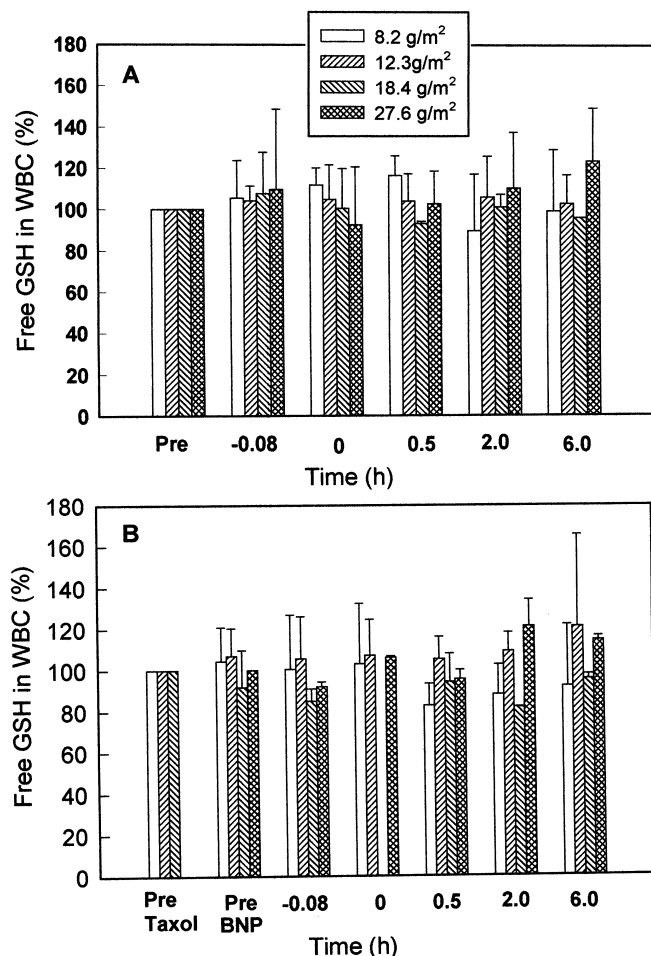 180
160
140
120
100
80
60
40
20
0
Free GSH in WBC (%)
A
8.2 g/m²
12.3g/m²
18.4 g/m²
27.6 g/m²
Pre -0.08 0 0.5 2.0 6.0
Time (h)
180
160
140
120
100
80
60
40
20
0
Free GSH in WBC (%)
B
Pre Pre -0.08 0 0.5 2.0 6.0
Taxol BNP
Time (h)